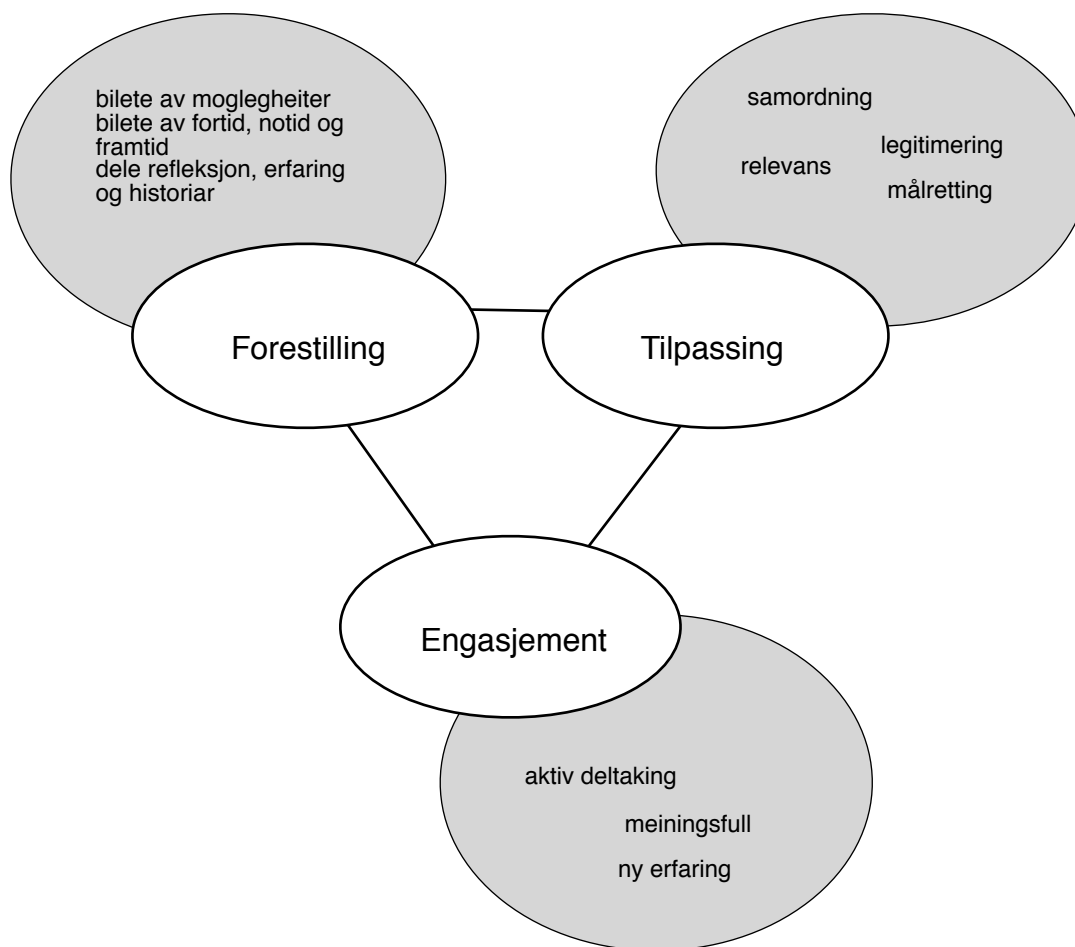 bilete av moglegheiter
bilete av fortid, notid og
framtid
dele refleksjon, erfaring
og historiar
samordning
legitimering
relevans
målretting
Forestilling
Tilpassing
Engasjement
aktiv deltaking
meiningsfull
ny erfaring